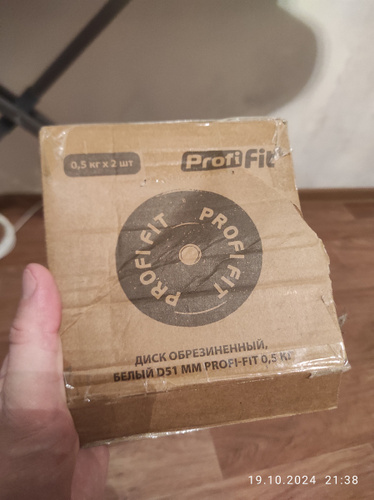 0,5 кг x 2 шт
Profi Fit
PROFI FIT PROFI FIT
ДИСК ОБРЕЗИНЕННЫЙ,
БЕЛЫЙ D51 ММ PROFI-FIT 0,5 КГ
19.10.2024 21:38